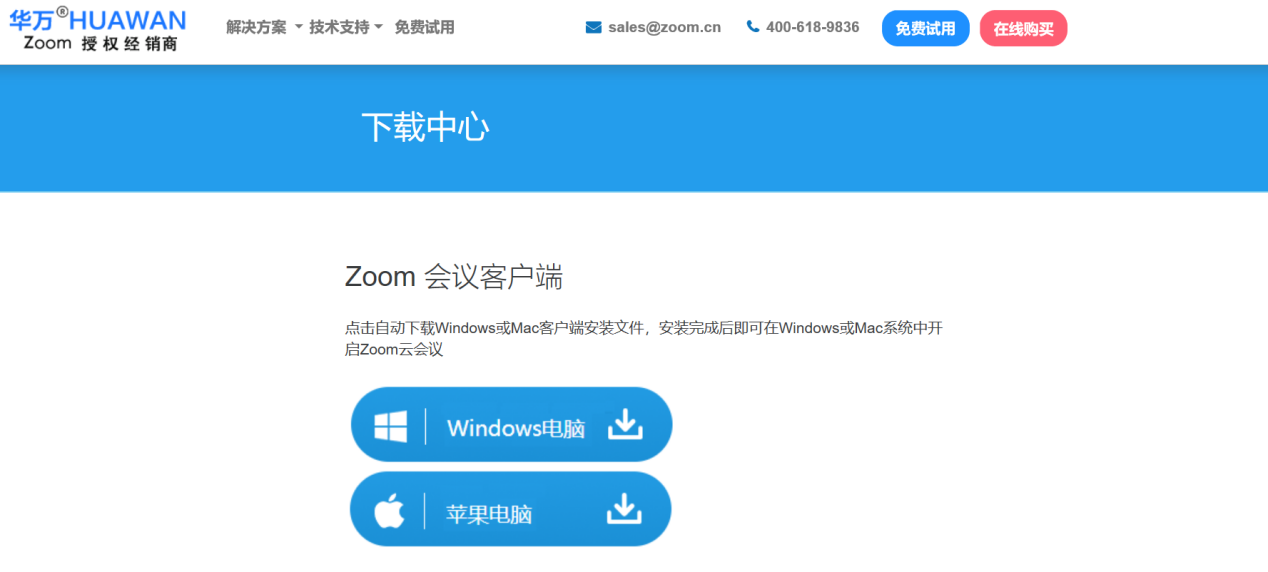 华万®HUAWAN
Zoom 授权经销商
解决方案 技术支持 免费试用 sales@zoom.cn 400-618-9836 免费试用 在线购买
下载中心
Zoom 会议客户端
点击自动下载Windows或Mac客户端安装文件，安装完成后即可在Windows或Mac系统中开
启Zoom云会议
Windows电脑
苹果电脑